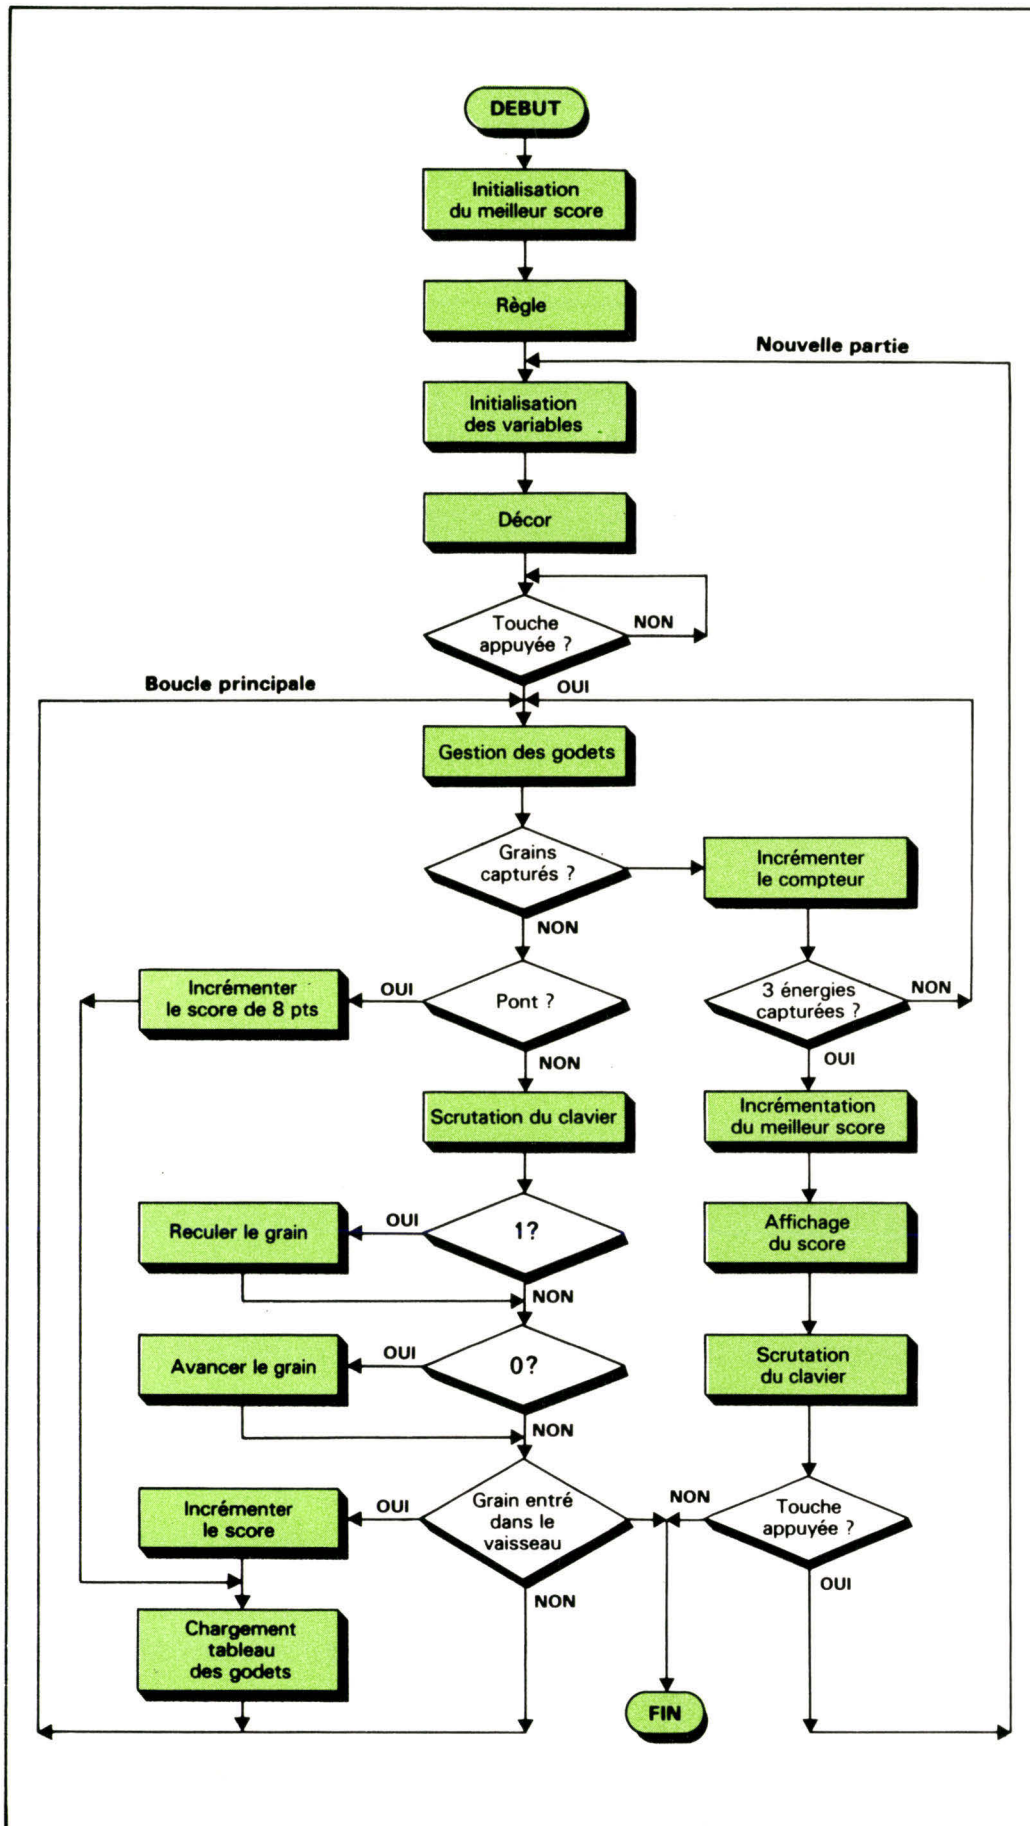 DEBUT
Initialisation
du meilleur score
Règle
Nouvelle partie
Initialisation
des variables
Décor
Touche
appuyée ?
NON
OUI
Boucle principale
Gestion des godets
Grains
capturés ?
Incrémenter
le compteur
NON
Incrémenter
le score de 8 pts
OUI
Pont ?
3 énergies
capturées ?
NON
NON
OUI
Scrutation du clavier
Incrémentation
du meilleur score
Reculer le grain
OUI
1?
Affichage
du score
NON
Avancer le grain
OUI
0?
Scrutation
du clavier
NON
Incrémenter
le score
OUI
Grain entré
dans le
vaisseau
NON
Touche
appuyée ?
NON
OUI
Chargement
tableau
des godets
FIN